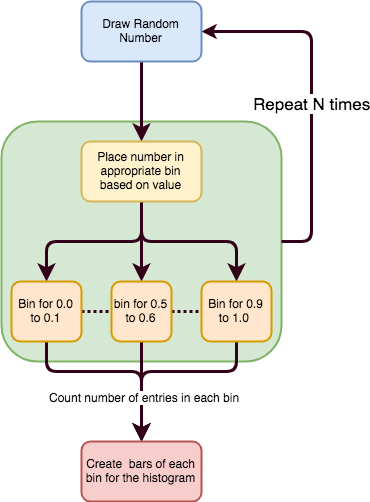 Draw Random
Number
Repeat N times
Place number in
appropriate bin
based on value
Bin for 0.0
to 0.1
bin for 0.5
to 0.6
Bin for 0.9
to 1.0
Count number of entries in each bin
Create bars of each
bin for the histogram